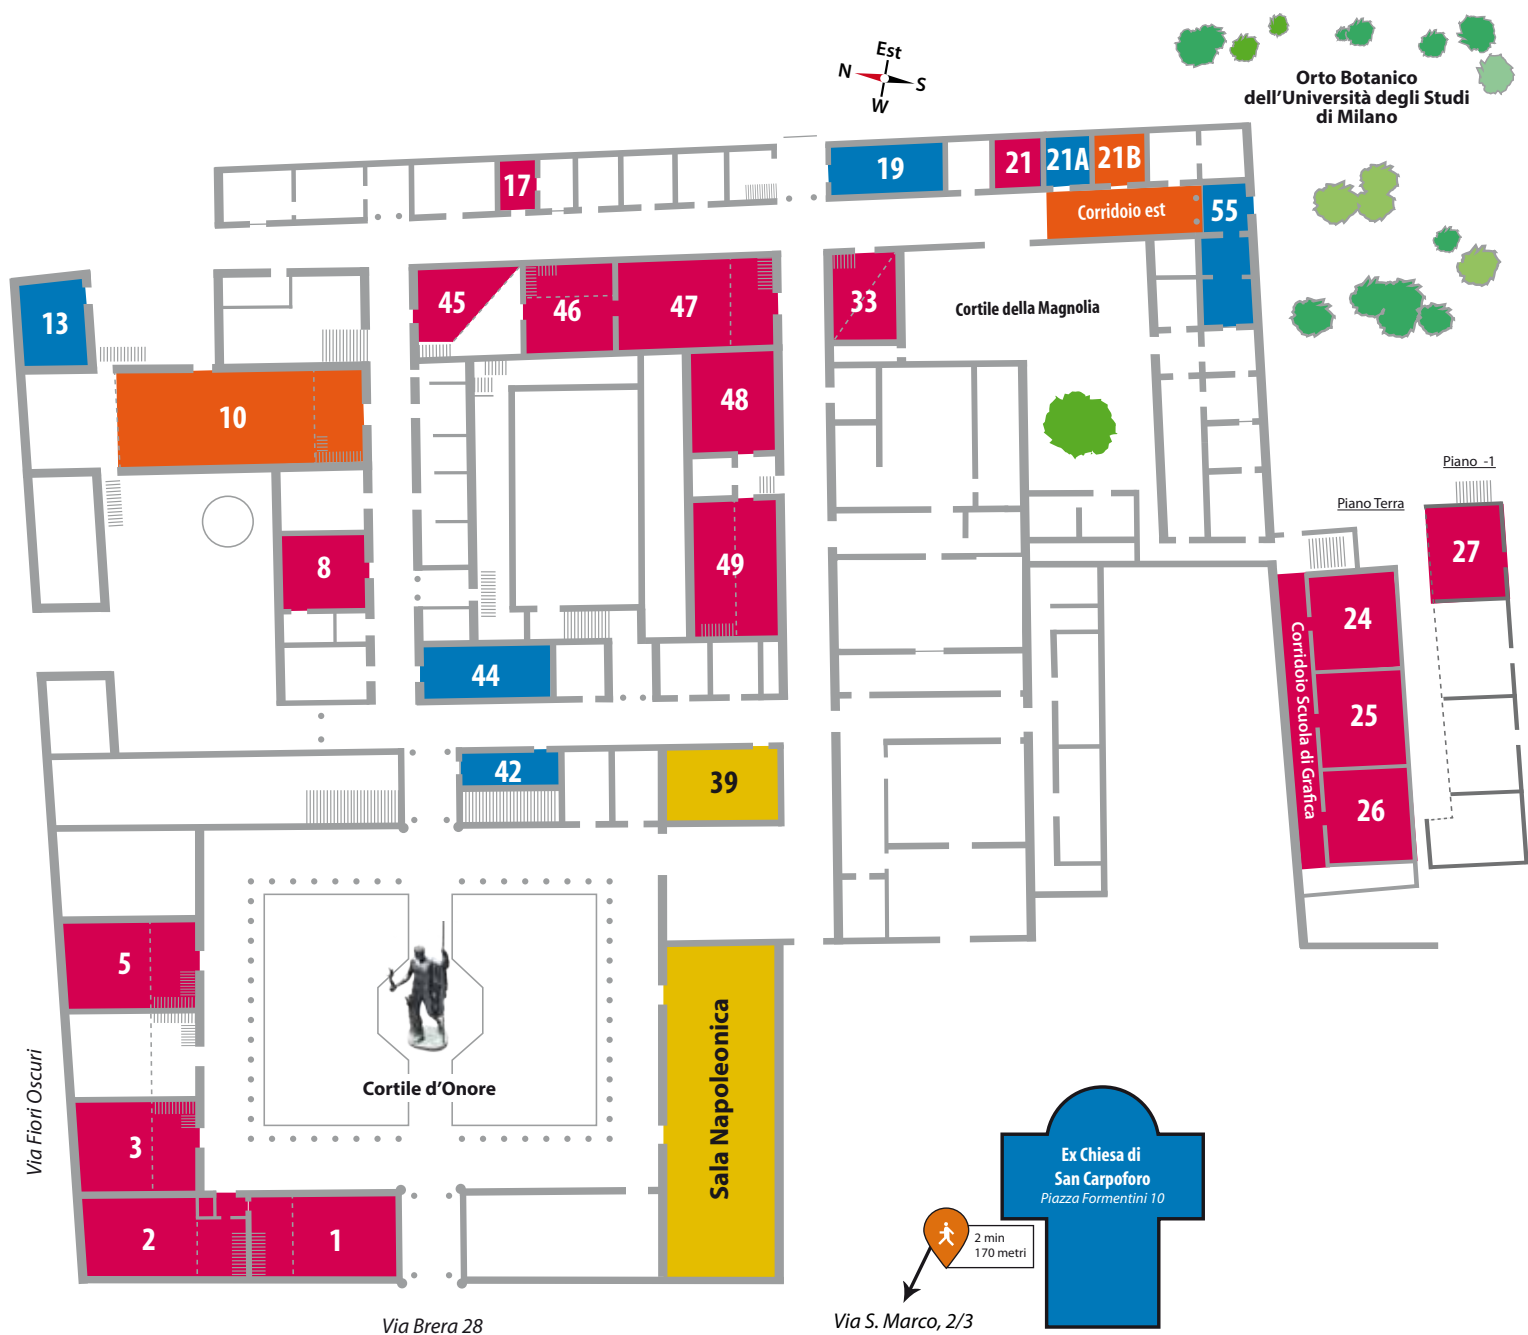 Est
N
S
W
Orto Botanico
dell'Università degli Studi
di Milano
17
19
21
21A
21B
Corridoio est
55
13
45
46
47
33
Cortile della Magnolia
10
48
Piano -1
Piano Terra
8
49
27
24
44
Corridoio Scuola di Grafica
25
42
39
26
5
Cortile d'Onore
Sala Napoleonica
Via Fiori Oscuri
3
2
1
Ex Chiesa di
San Carpoforo
Piazza Formentini 10
2 min
170 metri
Via S. Marco, 2/3
Via Brera 28